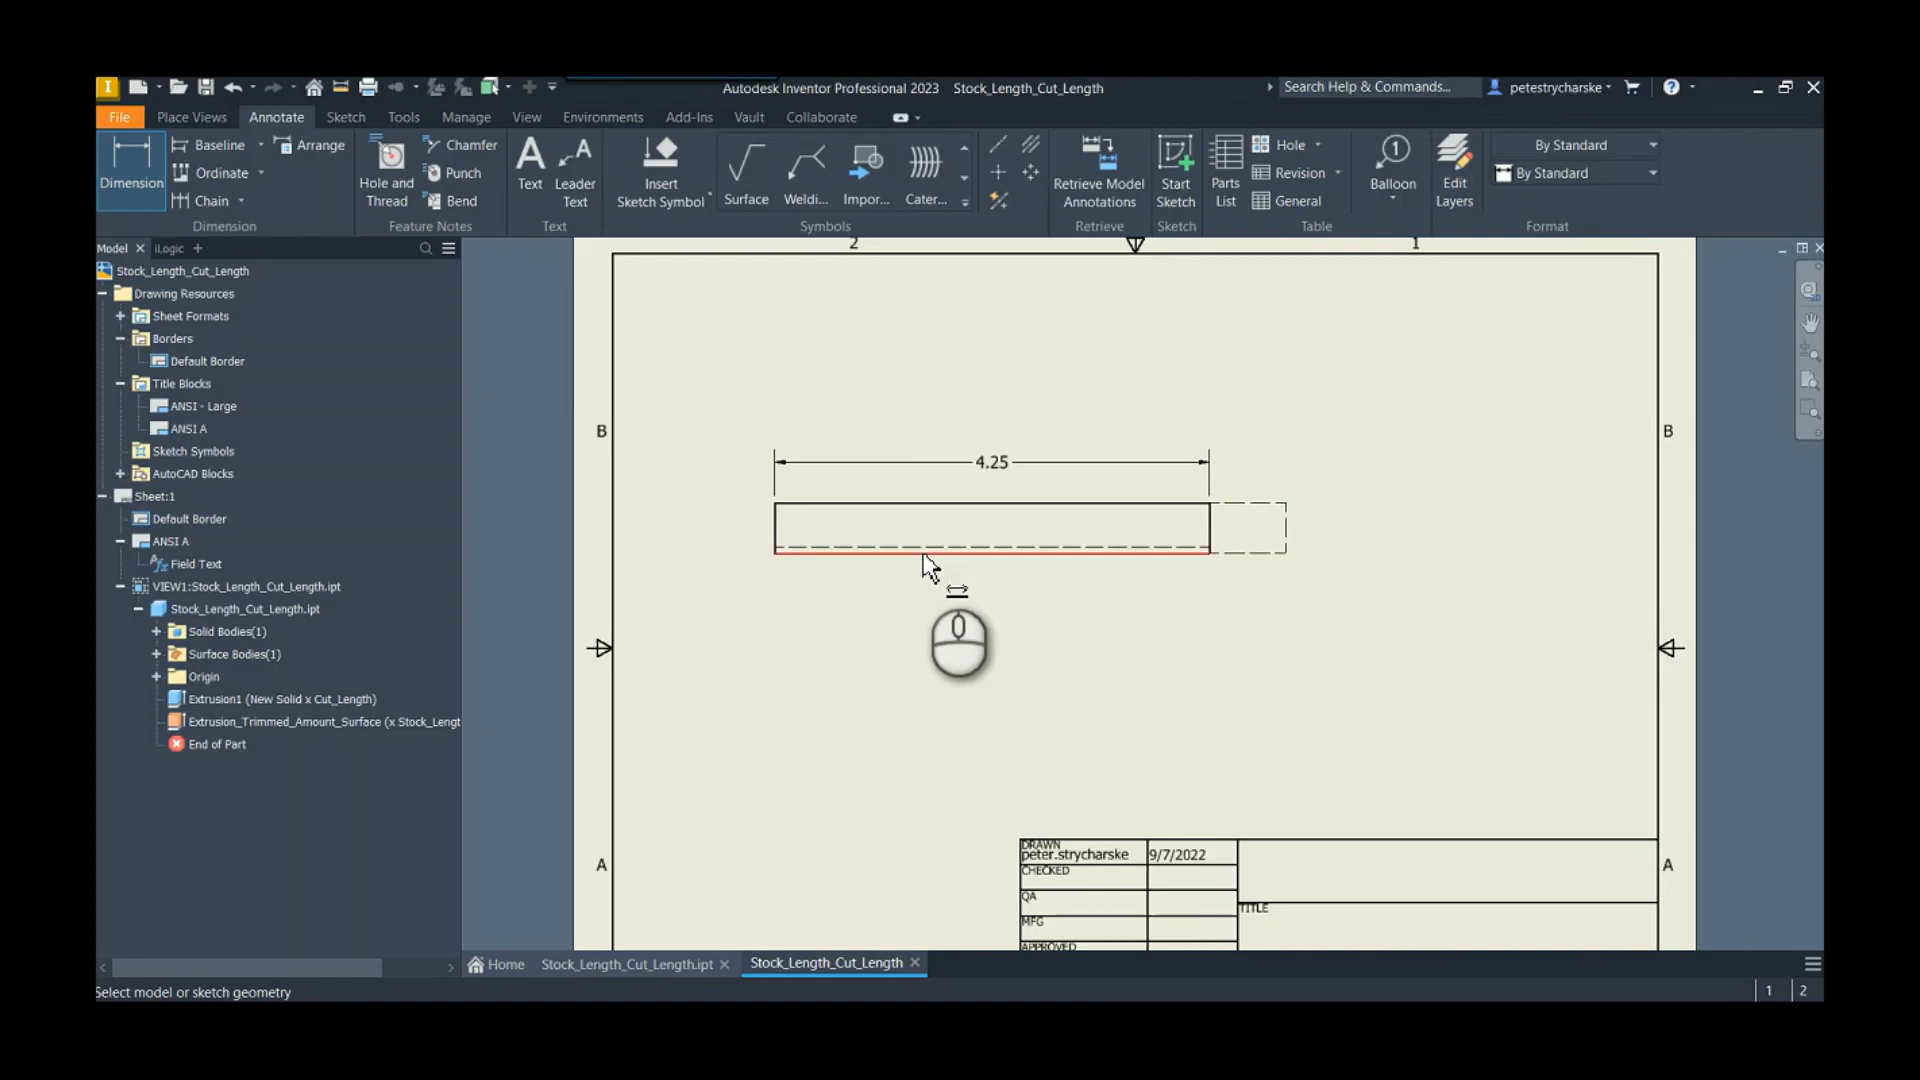 Autodesk Inventor Professional 2023 Stock_Length_Cut_Length
Search Help & Commands...
petestrycharske
File Place Views Annotate Sketch Tools Manage View Environments Add-Ins Vault Collaborate
Dimension
Baseline
Arrange
Ordinate
Chain
Dimension
Hole and Thread
Chamfer
Punch
Bend
Feature Notes
Text
Leader Text
Text
Insert Sketch Symbol
Surface
Weldi...
Impor...
Cater...
Symbols
Retrieve Model Annotations
Retrieve
Start Sketch
Sketch
Parts List
Hole
Revision
General
Table
Balloon
1
Edit Layers
By Standard
By Standard
Format
Model
iLogic
Stock_Length_Cut_Length
Drawing Resources
Sheet Formats
Borders
Default Border
Title Blocks
ANSI - Large
ANSI A
Sketch Symbols
AutoCAD Blocks
Sheet:1
Default Border
ANSI A
Field Text
VIEW1:Stock_Length_Cut_Length.ipt
Stock_Length_Cut_Length.ipt
Solid Bodies(1)
Surface Bodies(1)
Origin
Extrusion1 (New Solid x Cut_Length)
Extrusion_Trimmed_Amount_Surface (x Stock_Lengt
End of Part
2
1
B
B
4.25
A
A
DRAWN
peter.strycharske
9/7/2022
CHECKED
QA
MFG
APPROVED
TITLE
Home
Stock_Length_Cut_Length.ipt
Stock_Length_Cut_Length
Select model or sketch geometry
1
2